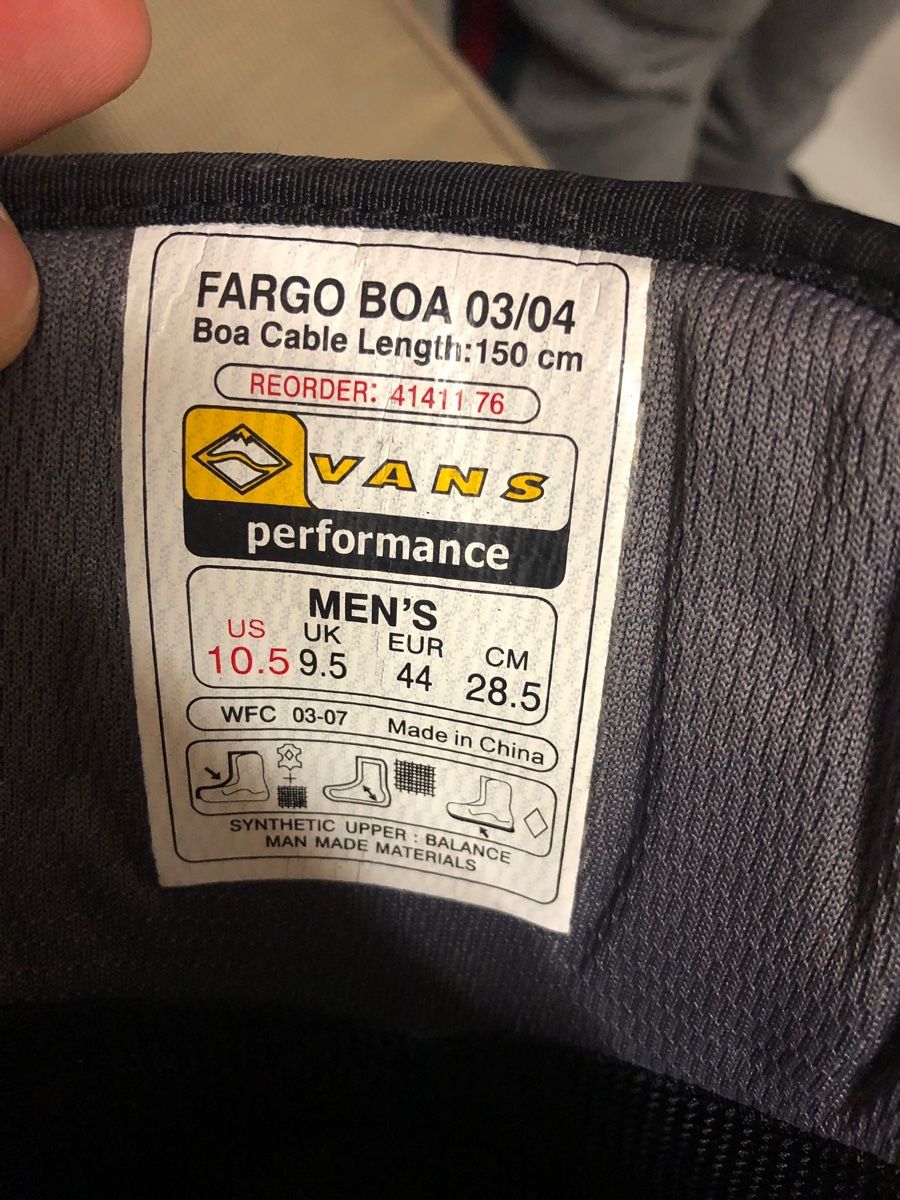 FARGO BOA 03/04
Boa Cable Length:150 cm
REORDER: 41411 76
VANS
performance
MEN'S
US UK EUR CM
10.5 9.5 44 28.5
WFC 03-07 Made in China
SYNTHETIC UPPER : BALANCE
MAN MADE MATERIALS